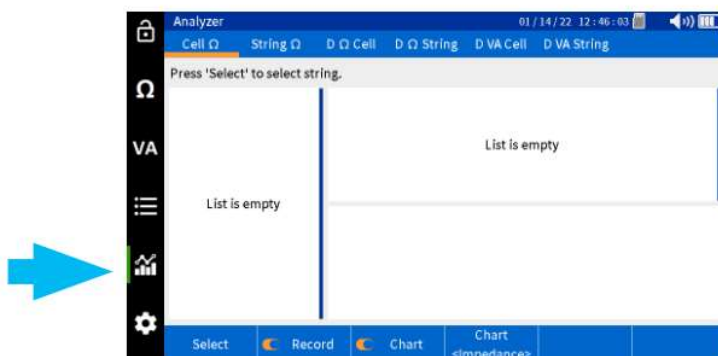 Analyzer 01/14/22 12:46:03
Cell Ω String Ω D Ω Cell D Ω String D VA Cell D VA String
Press 'Select' to select string.
Ω
VA
List is empty
List is empty
Select Record Chart Chart
<Impedance>